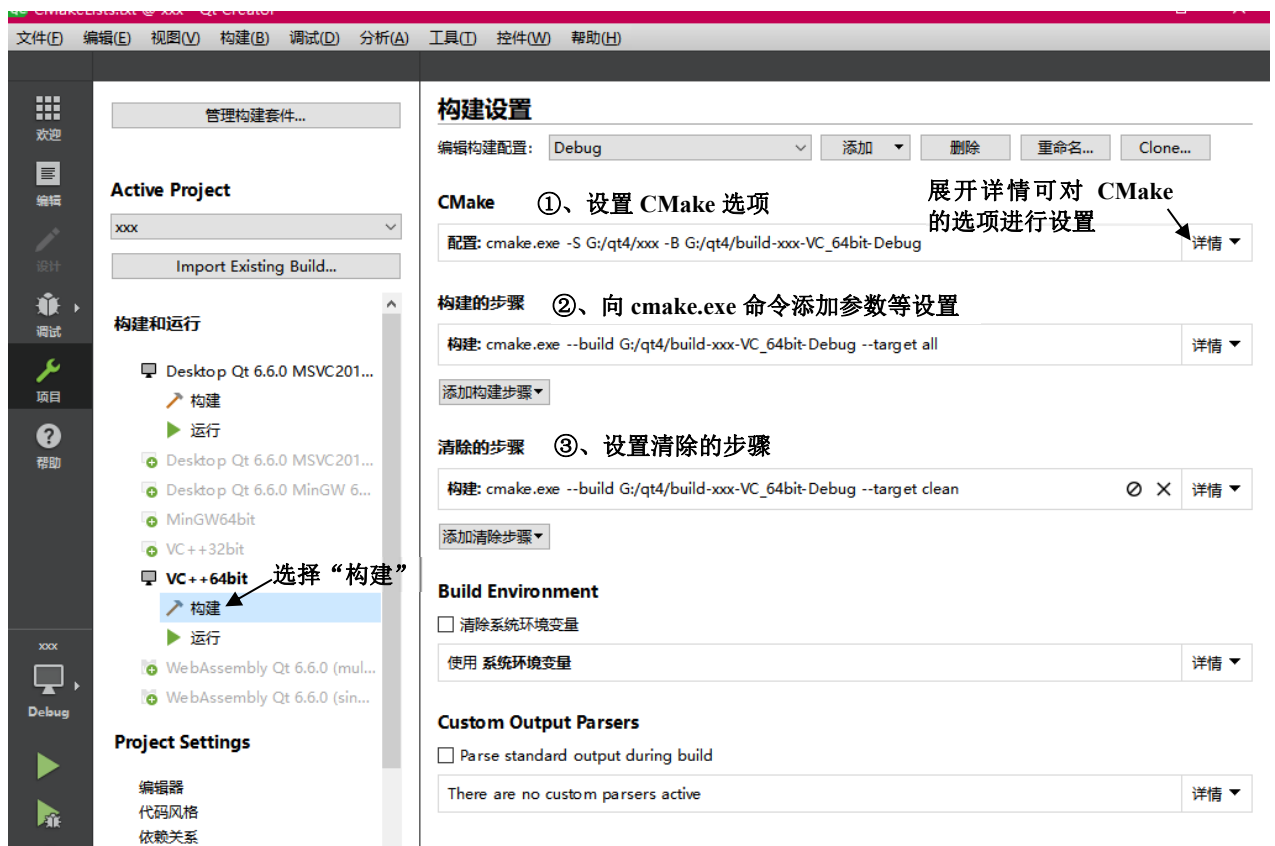 CMakeLists.txt @ xxx - Qt Creator
文件(F) 编辑(E) 视图(V) 构建(B) 调试(D) 分析(A) 工具(T) 控件(W) 帮助(H)
欢迎
编辑
设计
调试
项目
帮助
xxx
Debug
管理构建套件...
Active Project
xxx
Import Existing Build...
构建和运行
Desktop Qt 6.6.0 MSVC201...
构建
运行
Desktop Qt 6.6.0 MSVC201...
Desktop Qt 6.6.0 MinGW 6...
MinGW64bit
VC++32bit
VC++64bit
选择“构建”
构建
运行
WebAssembly Qt 6.6.0 (mul...
WebAssembly Qt 6.6.0 (sin...
Project Settings
编辑器
代码风格
依赖关系
构建设置
编辑构建配置: Debug 添加 删除 重命名... Clone...
CMake ①、设置 CMake 选项
展开详情可对 CMake
的选项进行设置
配置: cmake.exe -S G:/qt4/xxx -B G:/qt4/build-xxx-VC_64bit-Debug 详情
构建的步骤 ②、向 cmake.exe 命令添加参数等设置
构建: cmake.exe --build G:/qt4/build-xxx-VC_64bit-Debug --target all 详情
添加构建步骤
清除的步骤 ③、设置清除的步骤
构建: cmake.exe --build G:/qt4/build-xxx-VC_64bit-Debug --target clean 详情
添加清除步骤
Build Environment
清除系统环境变量
使用 系统环境变量 详情
Custom Output Parsers
Parse standard output during build
There are no custom parsers active 详情